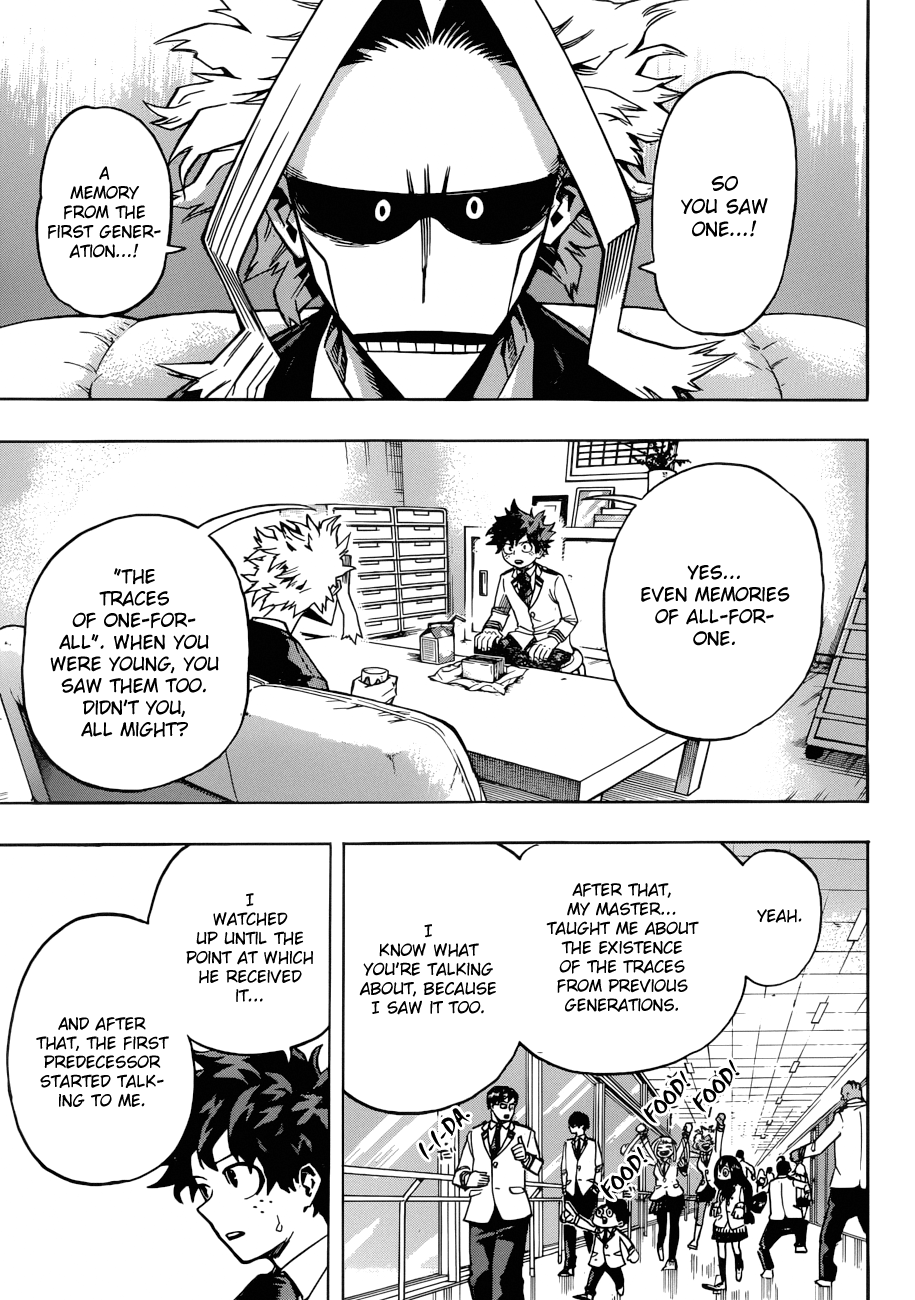 SO
YOU SAW
ONE...!
A
MEMORY
FROM THE
FIRST GENER-
ATION...!
YES...
EVEN MEMORIES
OF ALL-FOR-
ONE.
"THE
TRACES
OF ONE-FOR-
ALL". WHEN YOU
WERE YOUNG, YOU
SAW THEM TOO.
DIDN'T YOU,
ALL MIGHT?
YEAH.
AFTER THAT,
MY MASTER...
TAUGHT ME ABOUT
THE EXISTENCE
OF THE TRACES
FROM PREVIOUS
GENERATIONS.
I
KNOW WHAT
YOU'RE TALKING
ABOUT, BECAUSE
I SAW IT TOO.
FOOD!
FOOD!
FOOD!
I-I-DA.
I
WATCHED
UP UNTIL THE
POINT AT WHICH
HE RECEIVED
IT...
AND AFTER
THAT, THE FIRST
PREDECESSOR
STARTED TALK-
ING TO ME.